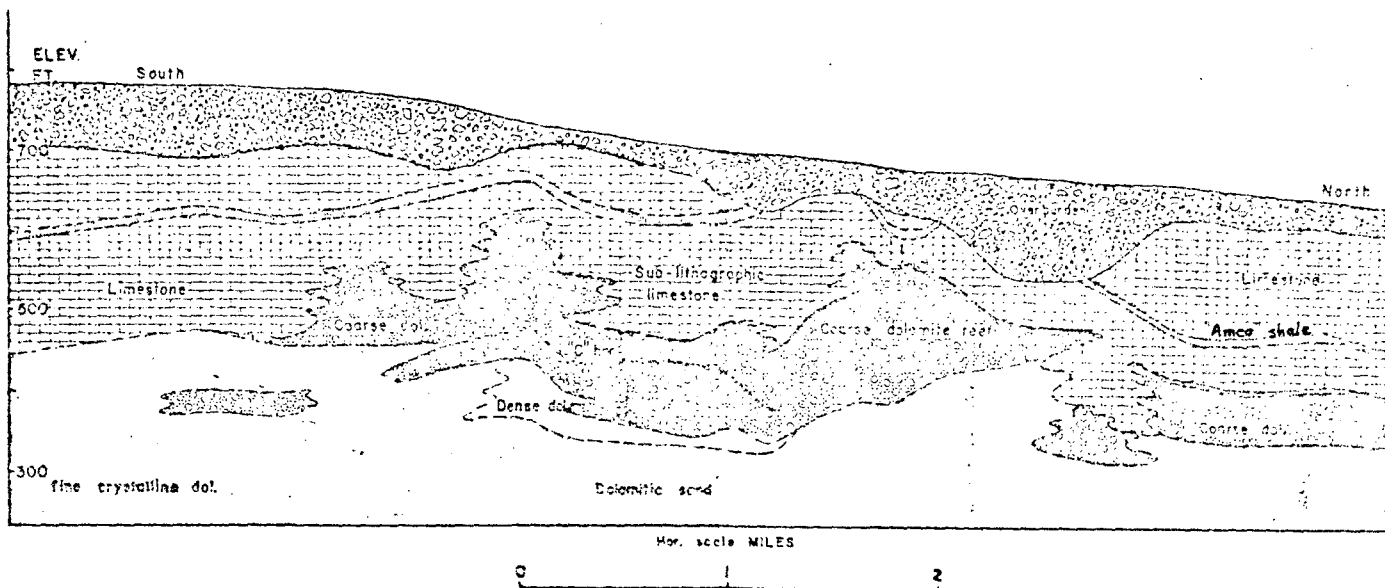 ELEV.
FT.
South
700
North
Overburden
Limestone
Sub-lithographic
limestone
Limestone
500
Coarse dol.
Coarse dolomite reef
Amco shale
Dense dol.
Coarse dol.
300
fine crystalline dol.
Dolomitic sand
Hor. scale MILES
0 1 2